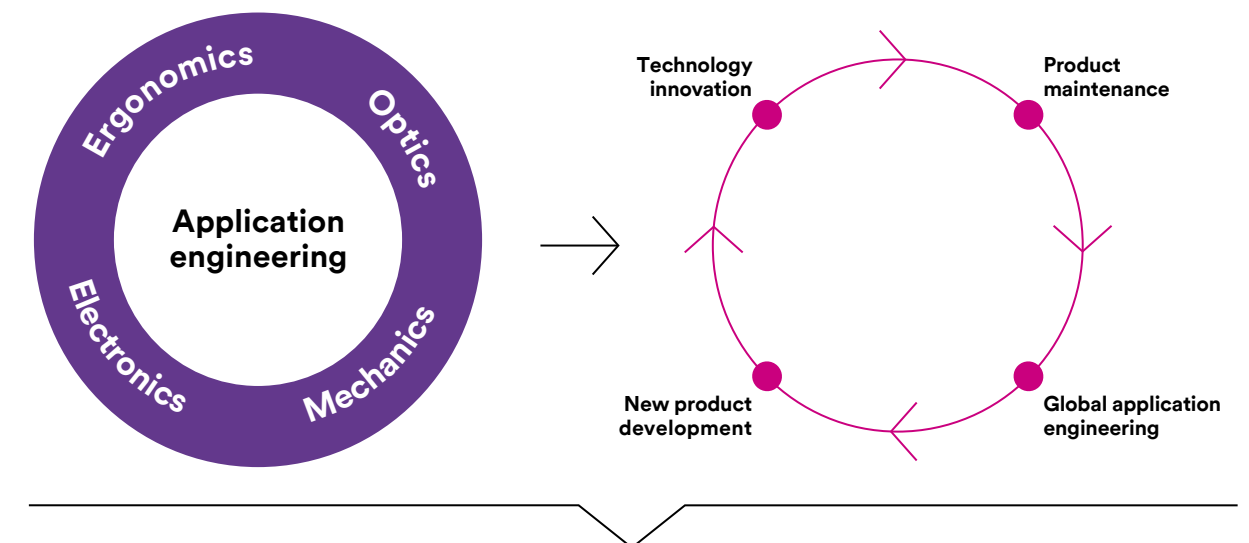 Ergonomics
Optics
Application
engineering
Electronics
Mechanics
Technology
innovation
Product
maintenance
New product
development
Global application
engineering